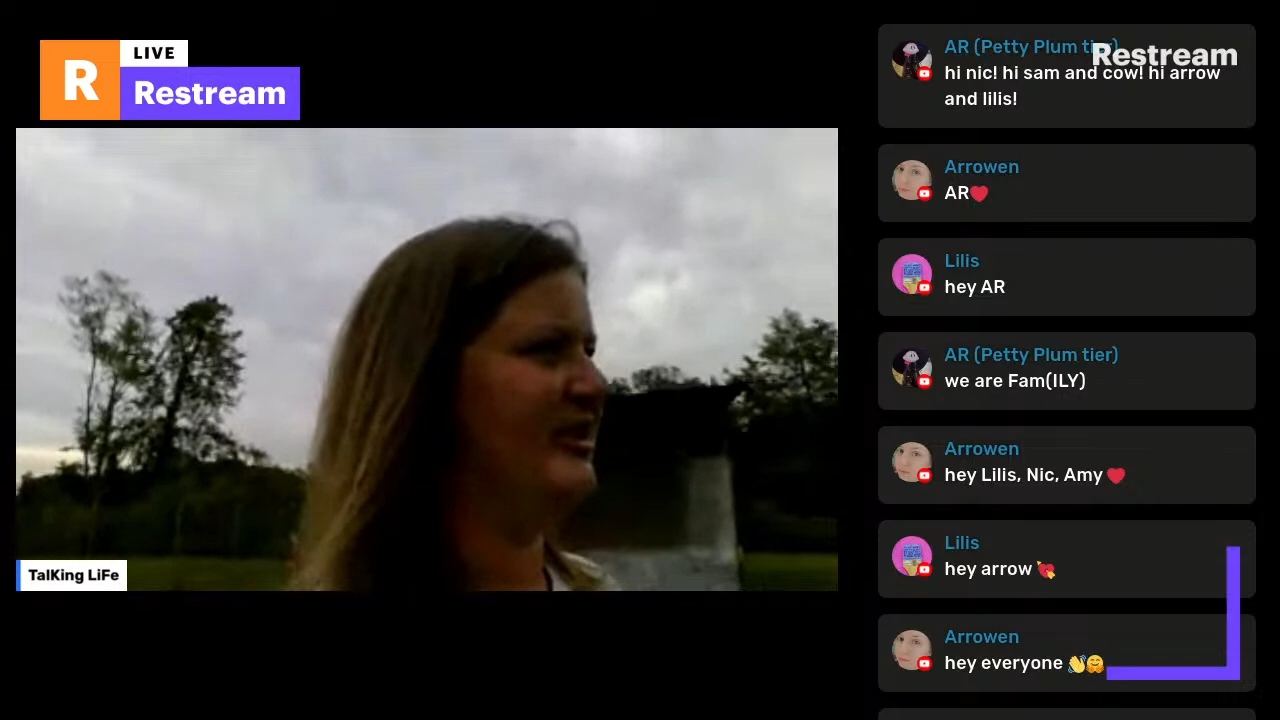 R
LIVE
Restream
TalKing LiFe
Restream
AR (Petty Plum tier)
hi nic! hi sam and cow! hi arrow
and lilis!
Arrowen
AR❤️
Lilis
hey AR
AR (Petty Plum tier)
we are Fam(ILY)
Arrowen
hey Lilis, Nic, Amy ❤️
Lilis
hey arrow 💘
Arrowen
hey everyone 👋🤗